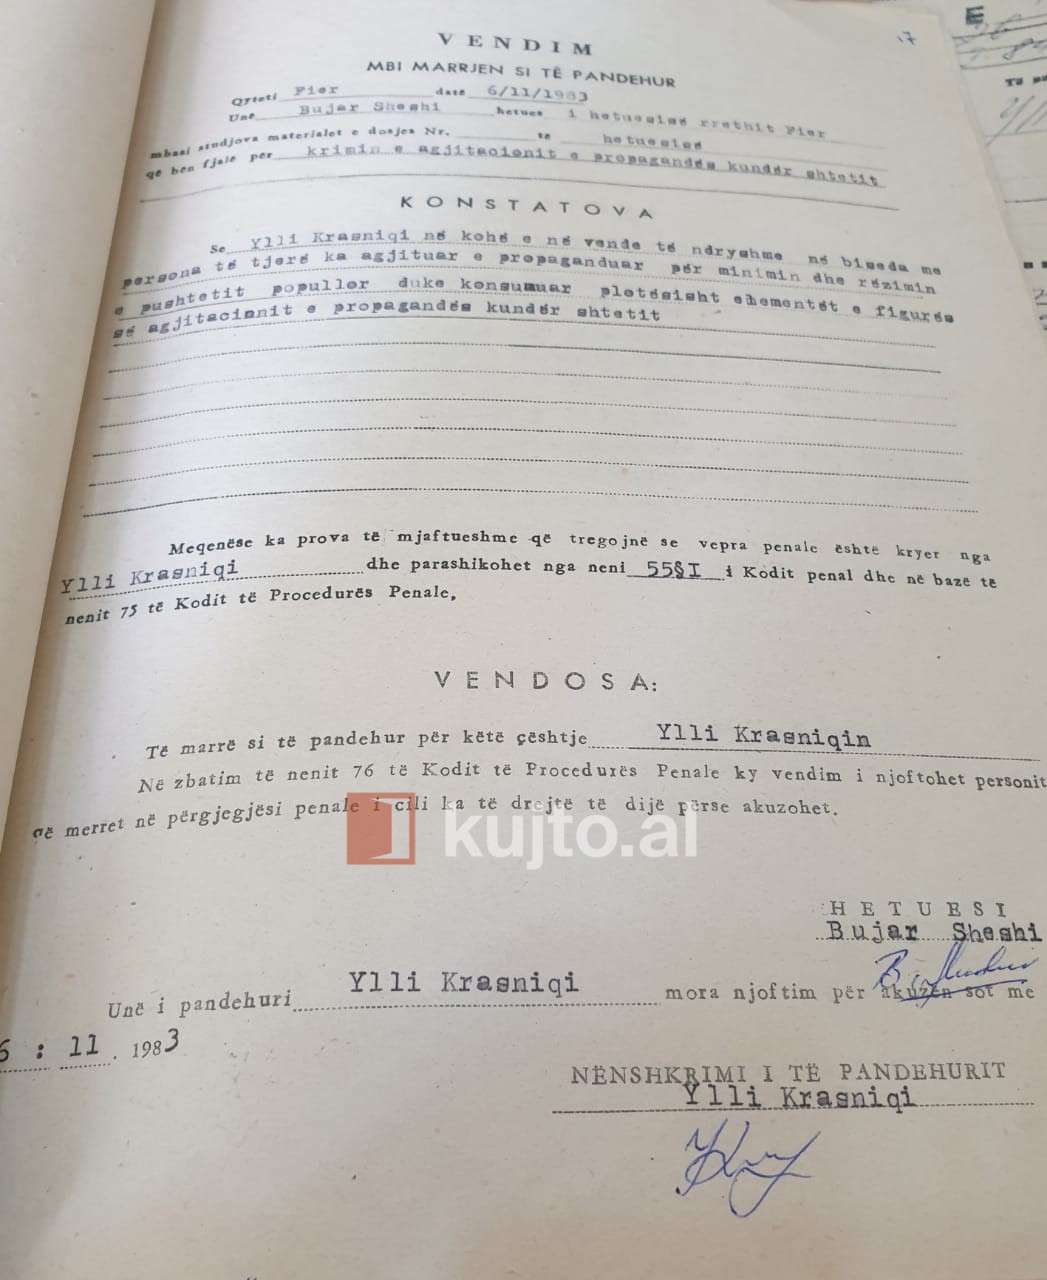 17
VENDIM
MBI MARRJEN SI TË PANDEHUR
Qyteti Fier datë 6/11/1983
Unë Bujar Sheshi hetues i hetuesisë rrethit Fier
mbasi studjova materialet e dosjes Nr. të hetuesisë
që bën fjalë për krimin e agjitacionit e propagandës kundër shtetit
KONSTATOVA
Se Ylli Krasniqi në kohë e në vende të ndryshme në biseda me
persona të tjerë ka agjituar e propaganduar për minimin dhe rëzimin
e pushtetit popullor duke konsumuar plotësisht ehementët e figurës
së agjitacionit e propagandës kundër shtetit
Meqenëse ka prova të mjaftueshme që tregojnë se vepra penale është kryer nga
Ylli Krasniqi dhe parashikohet nga neni 55§I i Kodit penal dhe në bazë të
nenit 75 të Kodit të Procedurës Penale,
VENDOSA:
Të marrë si të pandehur për këtë çështje Ylli Krasniqin
Në zbatim të nenit 76 të Kodit të Procedurës Penale ky vendim i njoftohet personit
që merret në përgjegjësi penale i cili ka të drejtë të dijë përse akuzohet.
kujto.al
HETUESI
Bujar Sheshi
Unë i pandehuri Ylli Krasniqi mora njoftim për akuzën sot me
6 : 11 . 1983
NËNSHKRIMI I TË PANDEHURIT
Ylli Krasniqi